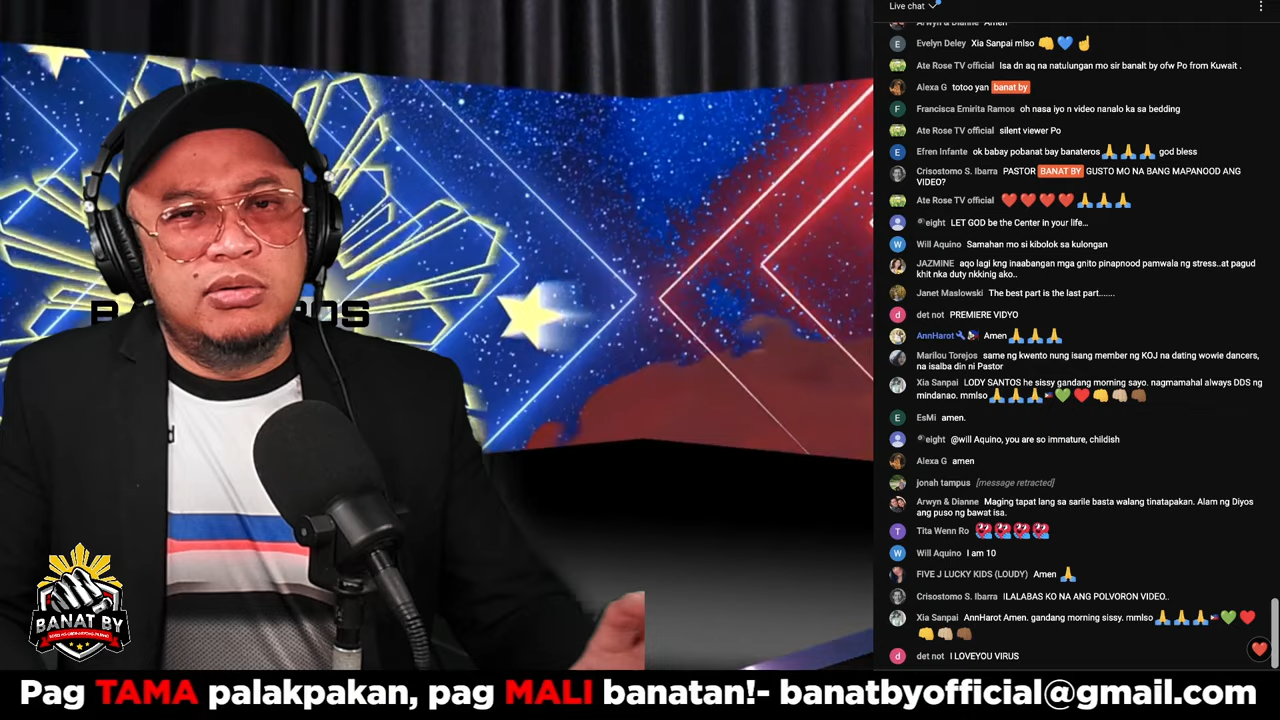 Live chat
Arwyn & Dianne Amen
Evelyn Deley Xia Sanpai mlso
Ate Rose TV official Isa dn aq na natulungan mo sir banalt by ofw Po from Kuwait .
Alexa G totoo yan banat by
Francisca Emirita Ramos oh nasa iyo n video nanalo ka sa bedding
Ate Rose TV official silent viewer Po
Efren Infante ok babay pobanat bay banateros 🙏🙏🙏 god bless
Crisostomo S. Ibarra PASTOR BANAT BY GUSTO MO NA BANG MAPANOOD ANG
VIDEO?
Ate Rose TV official
eight LET GOD be the Center in your life...
Will Aquino Samahan mo si kibolok sa kulongan
JAZMINE aqo lagi kng inaabangan mga gnito pinapnood pamwala ng stress..at pagud
khit nka duty nkkinig ako..
Janet Maslowski The best part is the last part.......
det not PREMIERE VIDYO
AnnHarot Amen
Marilou Torejos same ng kwento nung isang member ng KOJ na dating wowie dancers,
na isalba din ni Pastor
Xia Sanpai LODY SANTOS he sissy gandang morning sayo. nagmamahal always DDS ng
mindanao. mmlso
EsMi amen.
eight @will Aquino, you are so immature, childish
Alexa G amen
jonah tampus [message retracted]
Arwyn & Dianne Maging tapat lang sa sarile basta walang tinatapakan. Alam ng Diyos
ang puso ng bawat isa.
Tita Wenn Ro
Will Aquino I am 10
FIVE J LUCKY KIDS (LOUDY) Amen
Crisostomo S. Ibarra ILALABAS KO NA ANG POLVORON VIDEO..
Xia Sanpai AnnHarot Amen. gandang morning sissy. mmlso
det not I LOVEYOU VIRUS
BANAT BY
Pag TAMA palakpakan, pag MALI banatan!- banatbyofficial@gmail.com